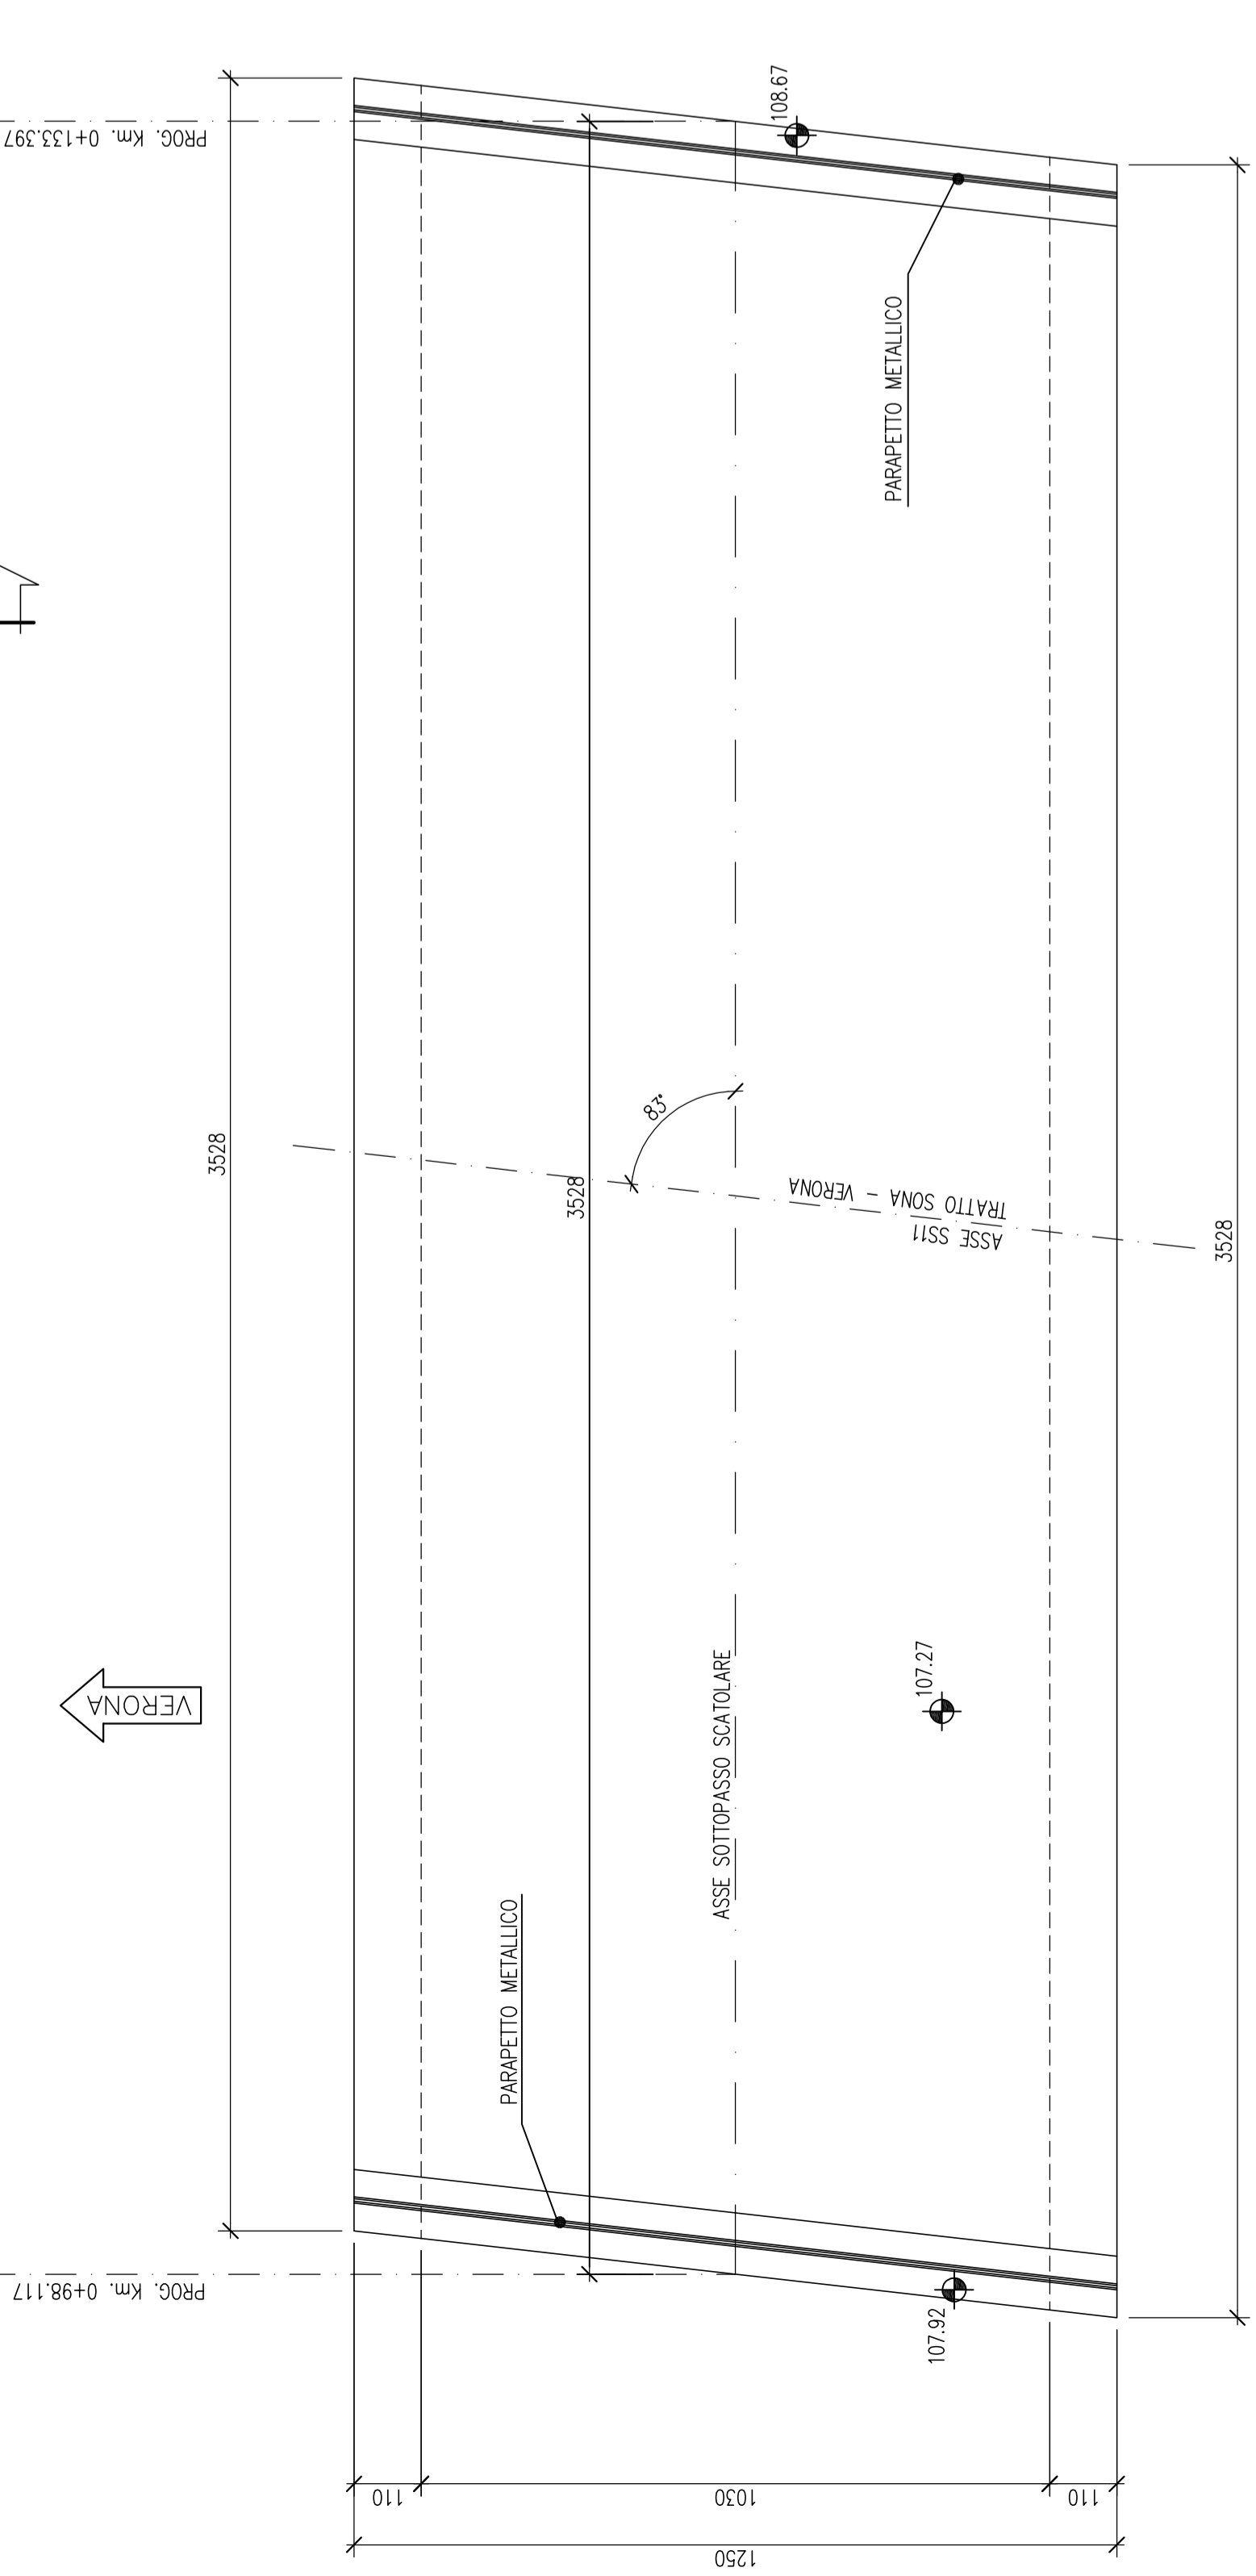 PROG. Km. 0+133.397
108.67
PARAPETTO METALLICO
3528
3528
83°
TRATTO SONA - VERONA
ASSE SS11
3528
VERONA
ASSE SOTTOPASSO SCATOLARE
107.27
PARAPETTO METALLICO
PROG. Km. 0+98.117
107.92
110
1030
110
1250